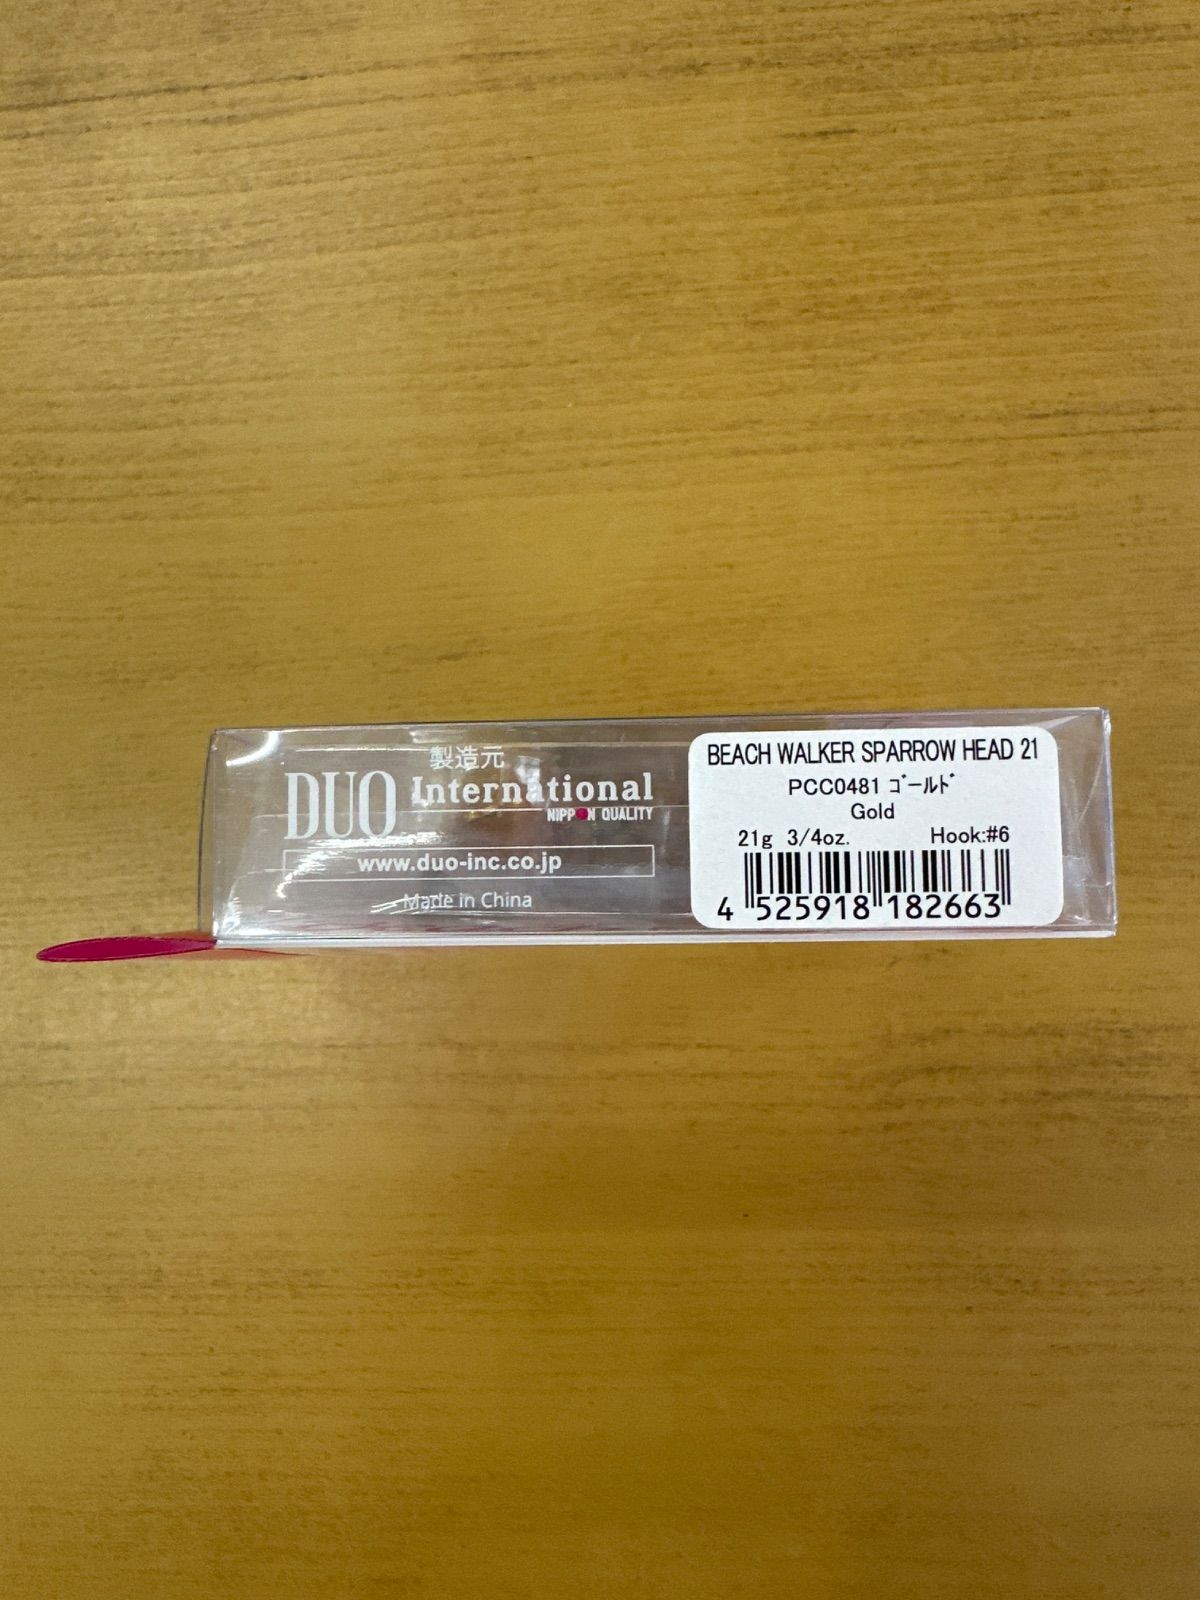 製造元
DUO International
NIPPON QUALITY
www.duo-inc.co.jp
Made in China
BEACH WALKER SPARROW HEAD 21
PCC0481 ｺﾞｰﾙﾄﾞ
Gold
21g 3/4oz. Hook:#6
4 525918 182663